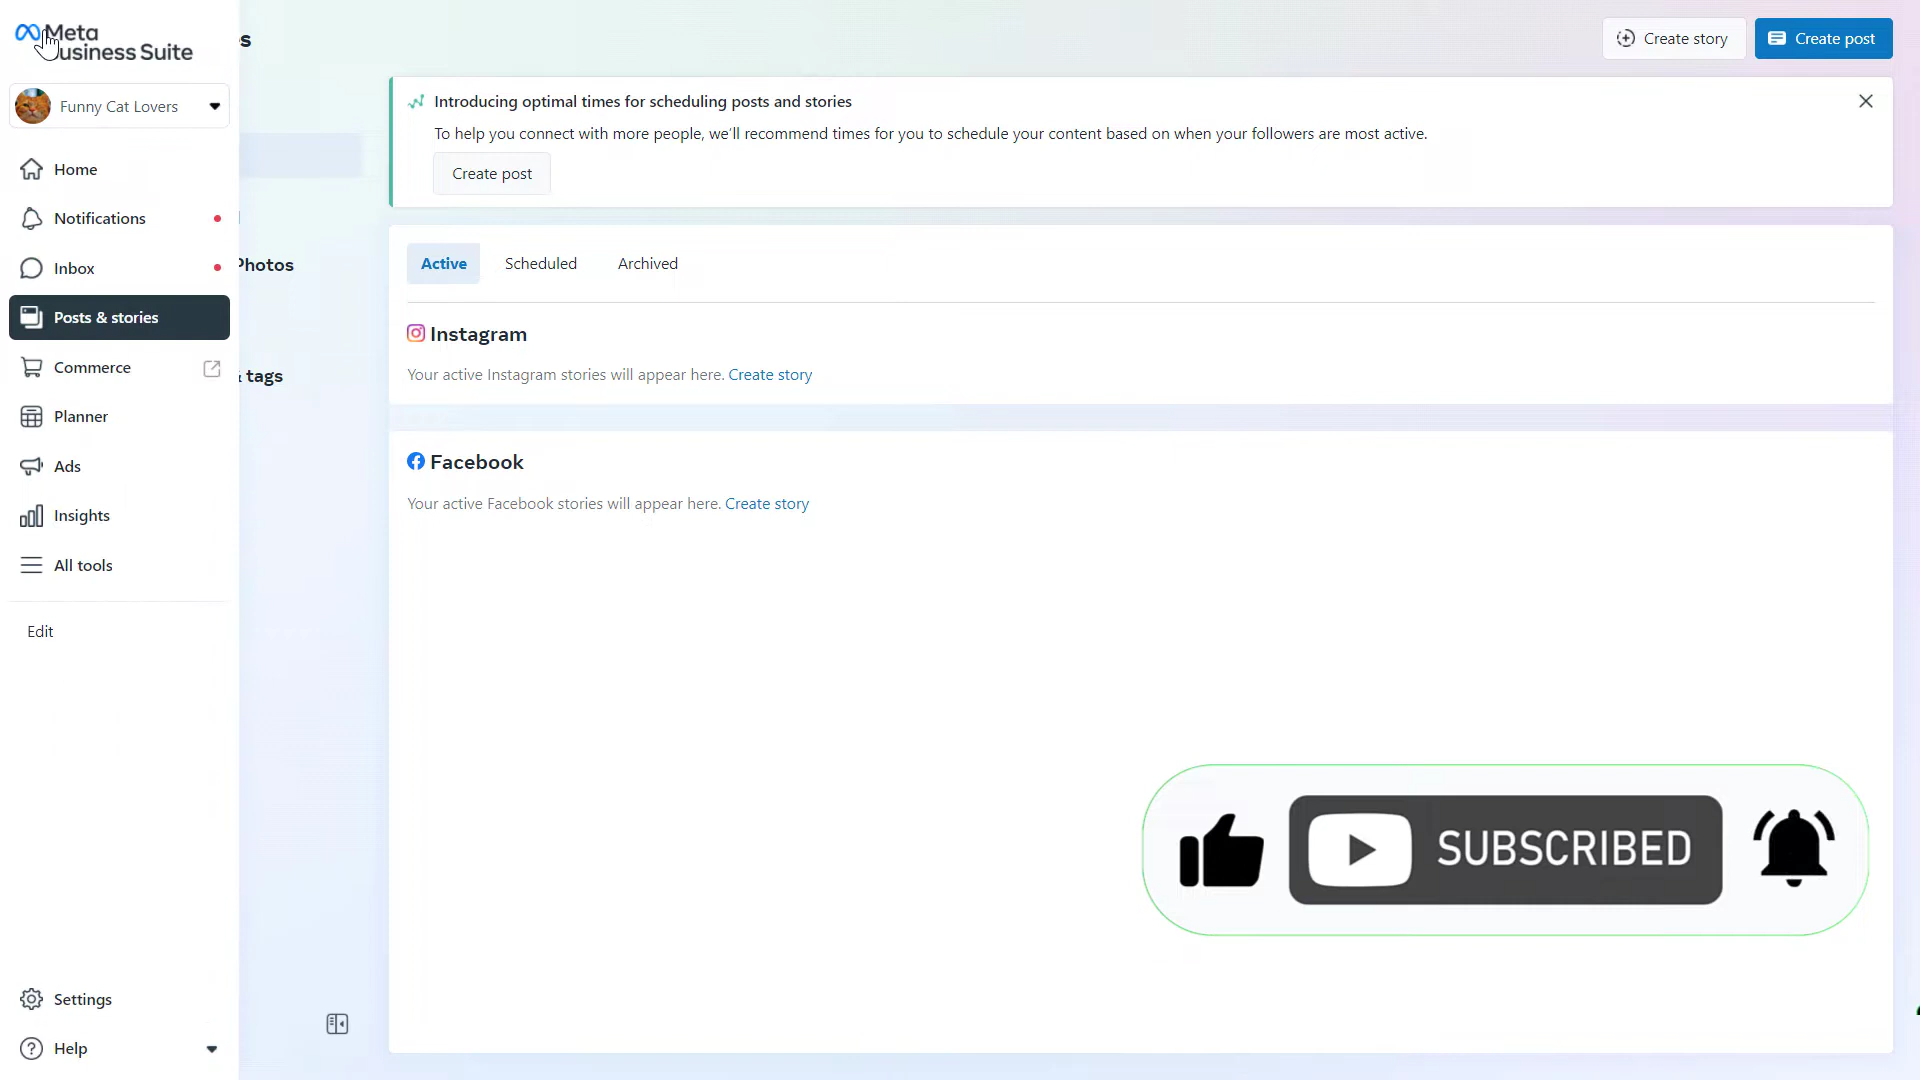 Meta
Business Suite
Funny Cat Lovers
Home
Notifications
Inbox
Posts & stories
Commerce
Planner
Ads
Insights
All tools
Edit
Settings
Help
Photos
& tags
Create story
Create post
Introducing optimal times for scheduling posts and stories
To help you connect with more people, we'll recommend times for you to schedule your content based on when your followers are most active.
Create post
Active
Scheduled
Archived
Instagram
Your active Instagram stories will appear here. Create story
Facebook
Your active Facebook stories will appear here. Create story
SUBSCRIBED